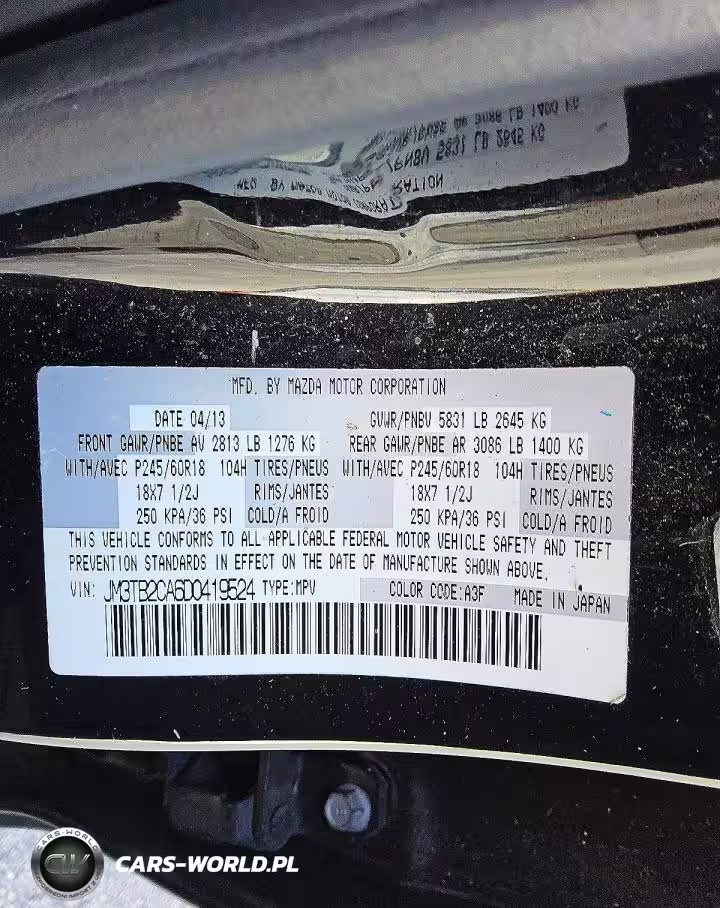 MFD. BY MAZDA MOTOR CORPORATION
DATE 04/13 GVWR/PNBV 5831 LB 2645 KG
FRONT GAWR/PNBE AV 2813 LB 1276 KG REAR GAWR/PNBE AR 3086 LB 1400 KG
WITH/AVEC P245/60R18 104H TIRES/PNEUS WITH/AVEC P245/60R18 104H TIRES/PNEUS
18X7 1/2J RIMS/JANTES 18X7 1/2J RIMS/JANTES
250 KPA/36 PSI COLD/A FROID 250 KPA/36 PSI COLD/A FROID
THIS VEHICLE CONFORMS TO ALL APPLICABLE FEDERAL MOTOR VEHICLE SAFETY AND THEFT
PREVENTION STANDARDS IN EFFECT ON THE DATE OF MANUFACTURE SHOWN ABOVE.
VIN: JM3TB2CA6D0419524 TYPE:MPV COLOR CODE:A3F MADE IN JAPAN
CARS-WORLD
CW
CARS-WORLD.PL